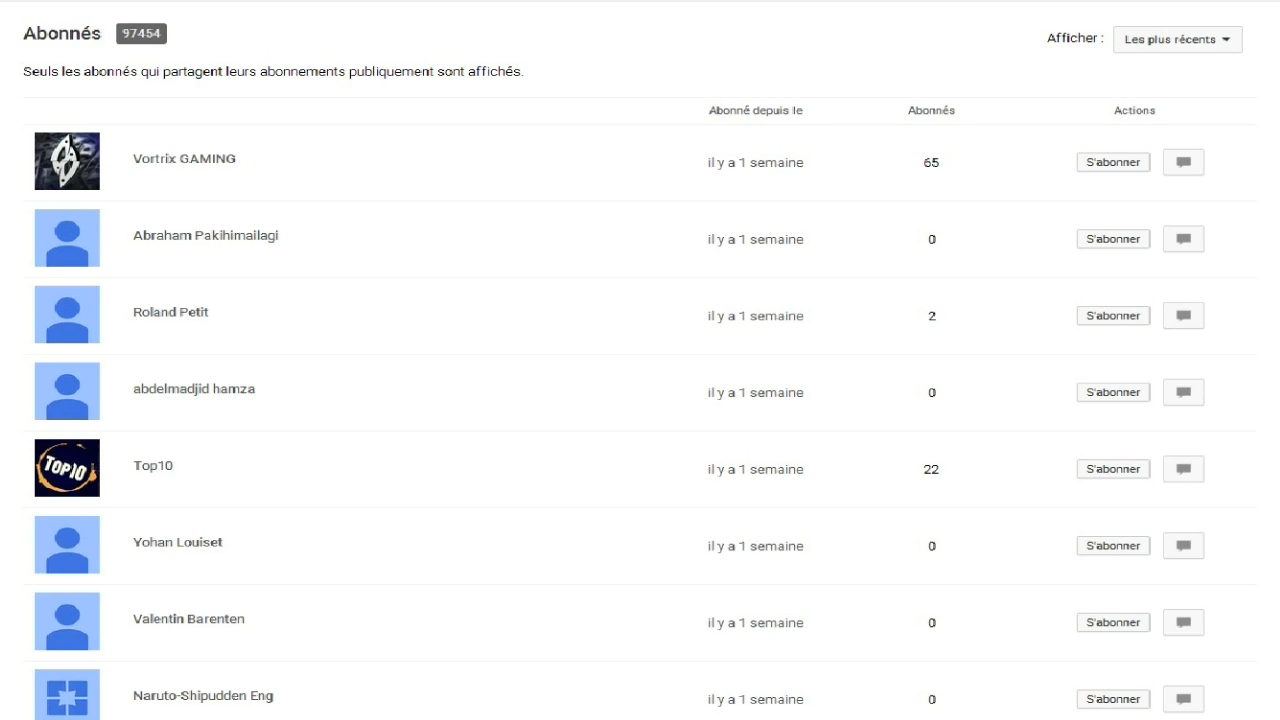 Abonnés 97454
Afficher : Les plus récents
Seuls les abonnés qui partagent leurs abonnements publiquement sont affichés.
Abonné depuis le Abonnés Actions
Vortrix GAMING il y a 1 semaine 65 S'abonner
Abraham Pakihimailagi il y a 1 semaine 0 S'abonner
Roland Petit il y a 1 semaine 2 S'abonner
abdelmadjid hamza il y a 1 semaine 0 S'abonner
TOP10 Top10 il y a 1 semaine 22 S'abonner
Yohan Louiset il y a 1 semaine 0 S'abonner
Valentin Barenten il y a 1 semaine 0 S'abonner
Naruto-Shipudden Eng il y a 1 semaine 0 S'abonner